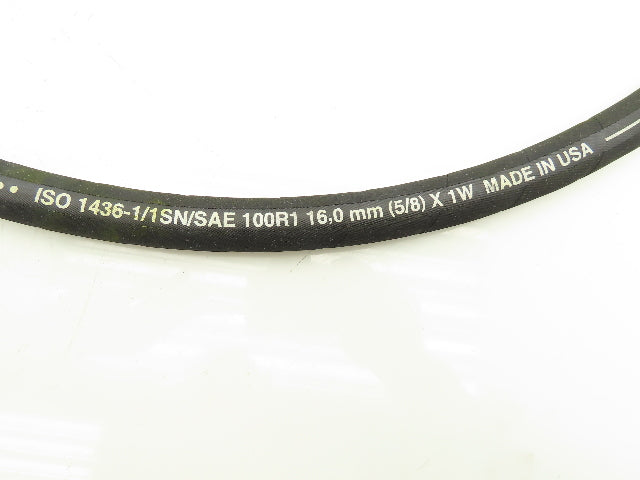 •• ISO 1436-1/1SN/SAE 100R1 16,0 mm (5/8) X 1W MADE IN USA